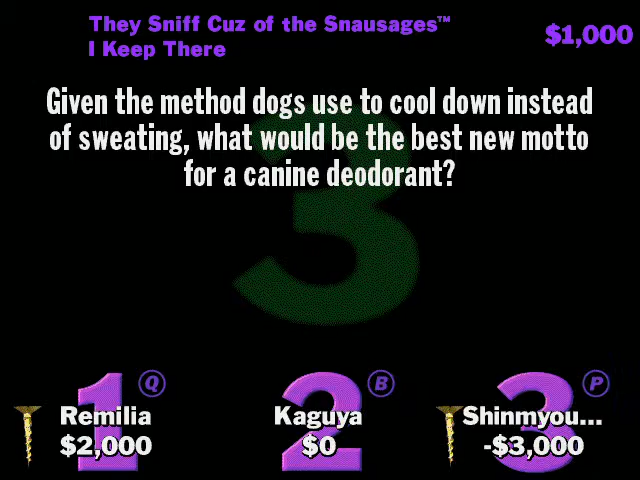 They Sniff Cuz of the Snausages™
I Keep There
$1,000
Given the method dogs use to cool down instead
of sweating, what would be the best new motto
for a canine deodorant?
3
1 Q
2 B
3 P
Remilia
Kaguya
Shinmyou...
$2,000
$0
-$3,000